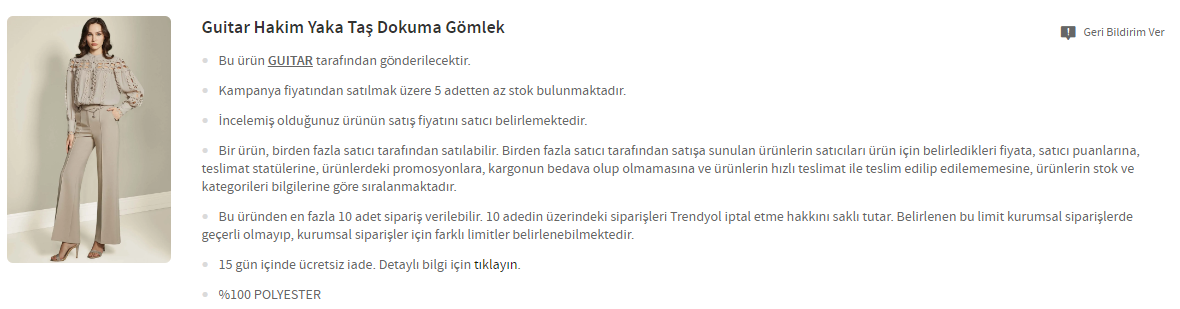 Guitar Hakim Yaka Taş Dokuma Gömlek
Geri Bildirim Ver
Bu ürün GUITAR tarafından gönderilecektir.
Kampanya fiyatından satılmak üzere 5 adetten az stok bulunmaktadır.
İncelemiş olduğunuz ürünün satış fiyatını satıcı belirlemektedir.
Bir ürün, birden fazla satıcı tarafından satılabilir. Birden fazla satıcı tarafından satışa sunulan ürünlerin satıcıları ürün için belirledikleri fiyata, satıcı puanlarına,
teslimat statülerine, ürünlerdeki promosyonlara, kargonun bedava olup olmamasına ve ürünlerin hızlı teslimat ile teslim edilip edilememesine, ürünlerin stok ve
kategorileri bilgilerine göre sıralanmaktadır.
Bu üründen en fazla 10 adet sipariş verilebilir. 10 adedin üzerindeki siparişleri Trendyol iptal etme hakkını saklı tutar. Belirlenen bu limit kurumsal siparişlerde
geçerli olmayıp, kurumsal siparişler için farklı limitler belirlenebilmektedir.
15 gün içinde ücretsiz iade. Detaylı bilgi için tıklayın.
%100 POLYESTER